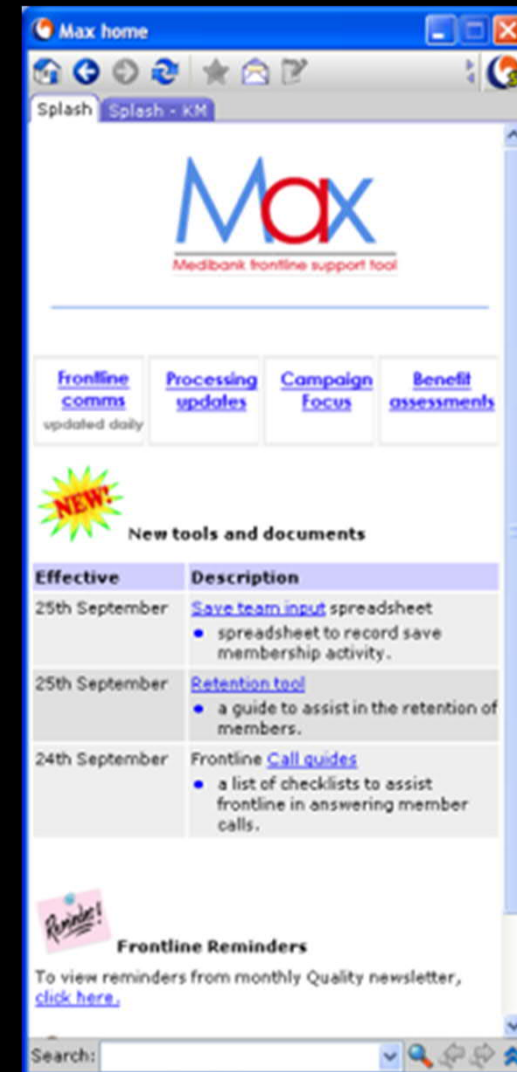 Max home
Splash Splash - KM
Max
Medibank frontline support tool
Frontline comms
updated daily
Processing updates
Campaign Focus
Benefit assessments
NEW!
New tools and documents
Effective Description
25th September Save team input spreadsheet
spreadsheet to record save
membership activity.
25th September Retention tool
a guide to assist in the retention of
members.
24th September Frontline Call guides
a list of checklists to assist
frontline in answering member
calls.
Reminder!
Frontline Reminders
To view reminders from monthly Quality newsletter,
click here.
Search: